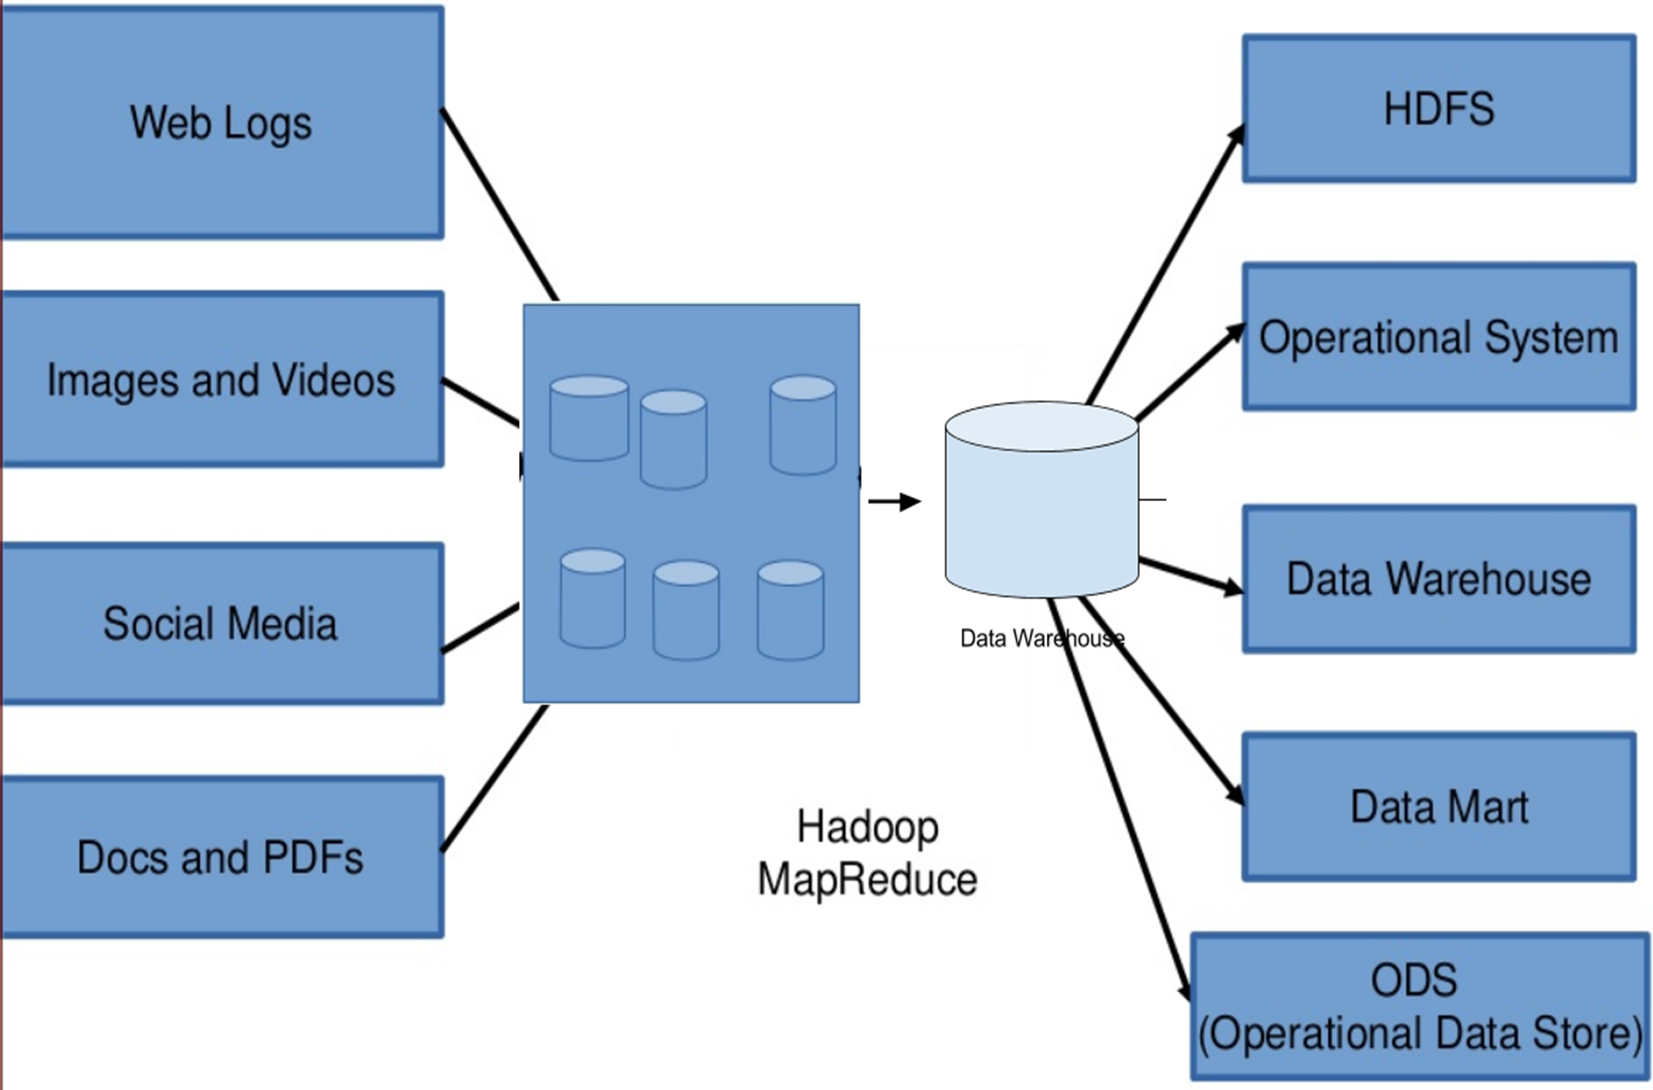 Web Logs
Images and Videos
Social Media
Docs and PDFs
Data Warehouse
Hadoop
MapReduce
HDFS
Operational System
Data Warehouse
Data Mart
ODS
(Operational Data Store)